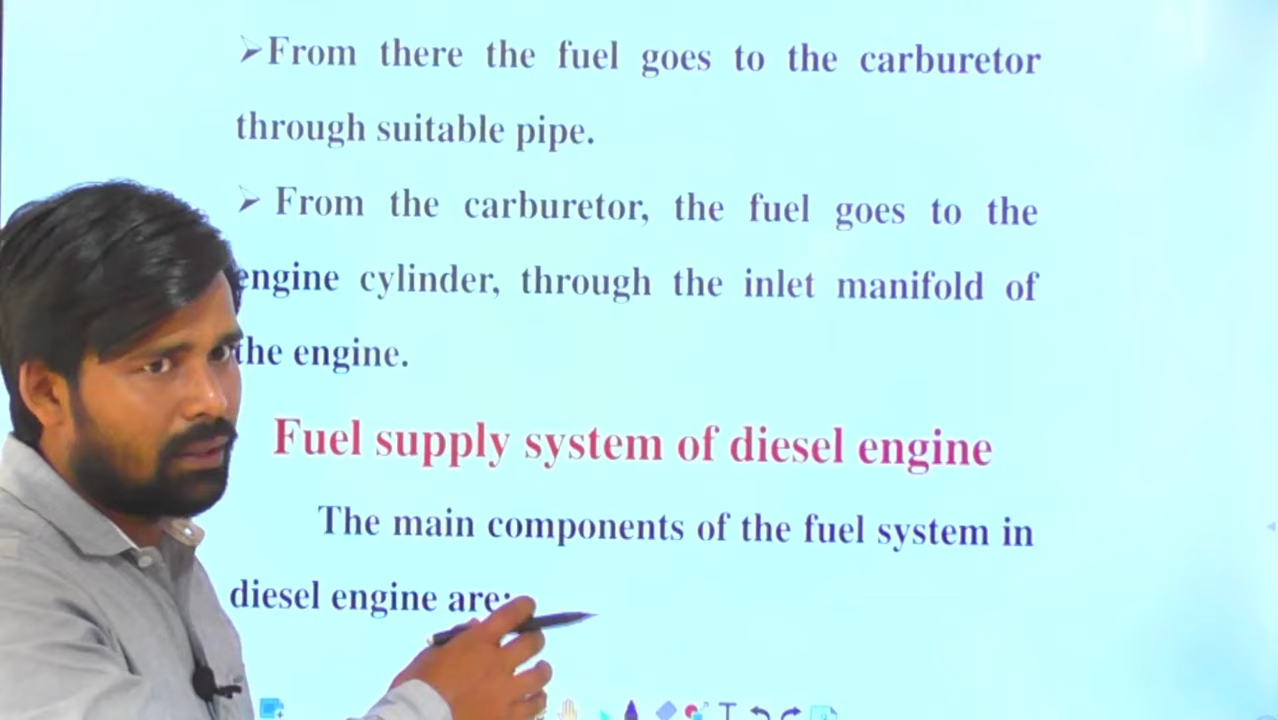 ➢From there the fuel goes to the carburetor
through suitable pipe.
➢ From the carburetor, the fuel goes to the
engine cylinder, through the inlet manifold of
the engine.
Fuel supply system of diesel engine
The main components of the fuel system in
diesel engine are: